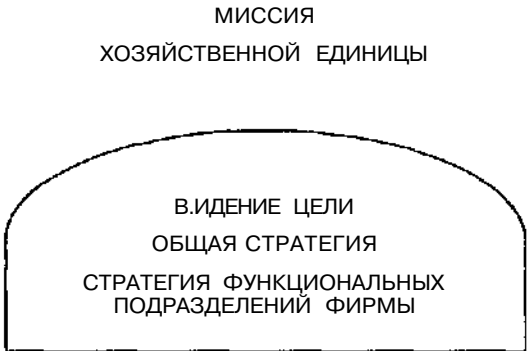 МИССИЯ
ХОЗЯЙСТВЕННОЙ ЕДИНИЦЫ
В.ИДЕНИЕ ЦЕЛИ
ОБЩАЯ СТРАТЕГИЯ
СТРАТЕГИЯ ФУНКЦИОНАЛЬНЫХ
ПОДРАЗДЕЛЕНИЙ ФИРМЫ